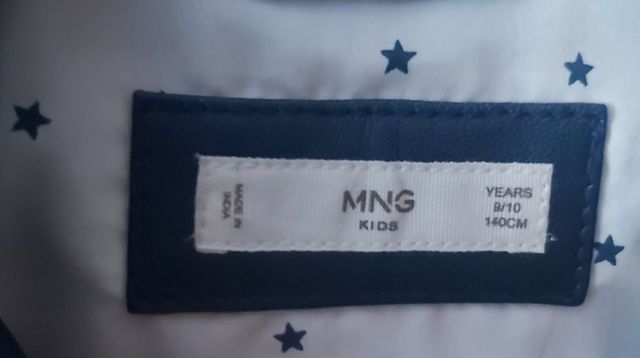 MADE IN
INDIA
MNG
KIDS
YEARS
9/10
140CM